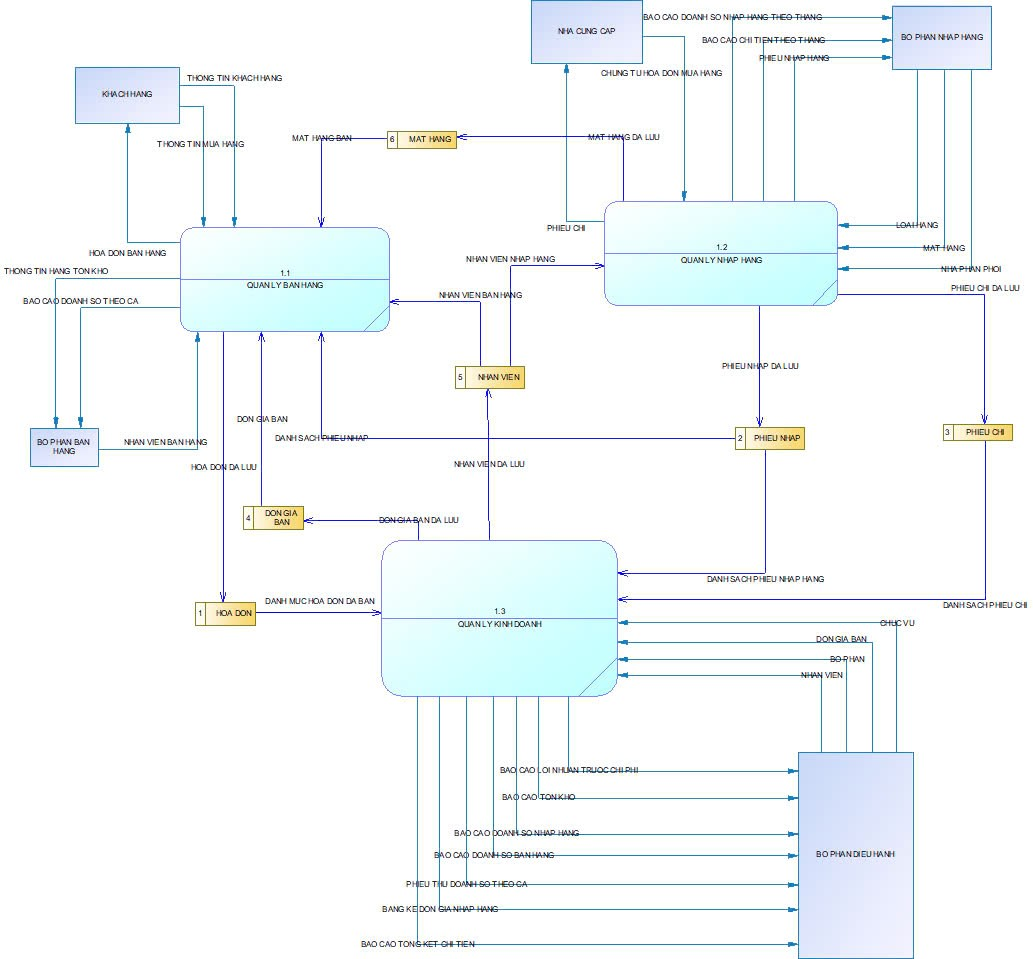 BAO CAO DOANH SO NHAP HANG THEO THANG
NHA CUNG CAP
BO PHAN NHAP HANG
BAO CAO CHI TIEN THEO THANG
PHIEU NHAP HANG
CHUNG TU HOA DON MUA HANG
THONG TIN KHACH HANG
KHACH HANG
MAT HANG BAN
6 MAT HANG
MAT HANG DA LUU
THONG TIN MUA HANG
PHIEU CHI
LOAI HANG
1.2
MAT HANG
HOA DON BAN HANG
NHAN VIEN NHAP HANG
QUAN LY NHAP HANG
THONG TIN HANG TON KHO
1.1
NHA PHAN PHOI
QUAN LY BAN HANG
PHIEU CHI DA LUU
BAO CAO DOANH SO THEO CA
NHAN VIEN BAN HANG
PHIEU NHAP DA LUU
5 NHAN VIEN
DON GIA BAN
BO PHAN BAN
HANG
NHAN VIEN BAN HANG
DANH SACH PHIEU NHAP
2 PHIEU NHAP
3 PHIEU CHI
HOA DON DA LUU
NHAN VIEN DA LUU
4 DON GIA
BAN
DON GIA BAN DA LUU
DANH SACH PHIEU NHAP HANG
DANH MUC HOA DON DA BAN
DANH SACH PHIEU CHI
1 HOA DON
1.3
QUAN LY KINH DOANH
CHUC VU
DON GIA BAN
BO PHAN
NHAN VIEN
BAO CAO LOI NHUAN TRUOC CHI PHI
BAO CAO TON KHO
BAO CAO DOANH SO NHAP HANG
BAO CAO DOANH SO BAN HANG
BO PHAN DIEU HANH
PHIEU THU DOANH SO THEO CA
BANG KE DON GIA NHAP HANG
BAO CAO TONG KET CHI TIEN